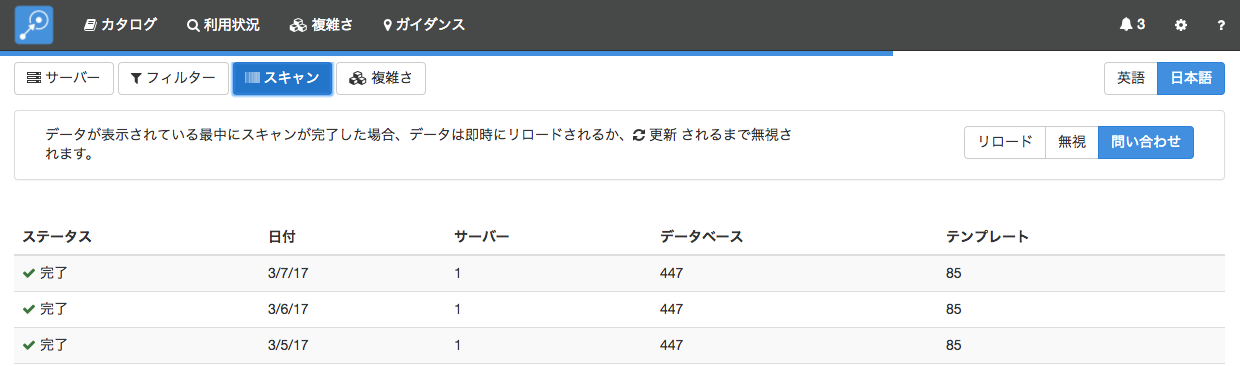 カタログ 利用状況 複雑さ ガイダンス 3 ?
サーバー フィルター スキャン 複雑さ 英語 日本語
データが表示されている最中にスキャンが完了した場合、データは即時にリロードされるか、 更新 されるまで無視さ
れます。
リロード 無視 問い合わせ
ステータス 日付 サーバー データベース テンプレート
完了 3/7/17 1 447 85
完了 3/6/17 1 447 85
完了 3/5/17 1 447 85